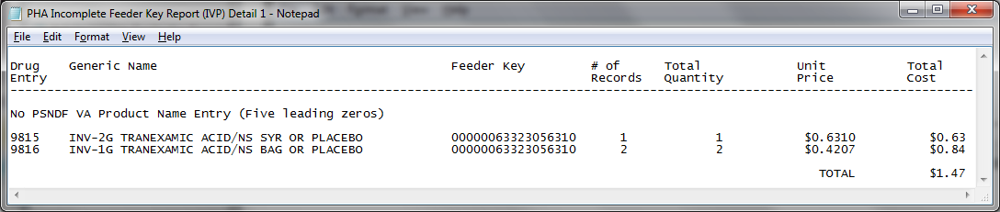 PHA Incomplete Feeder Key Report (IVP) Detail 1 - Notepad
File Edit Format View Help
Drug Generic Name Feeder Key # of Total Unit Total
Entry Records Quantity Price Cost
No PSNDF VA Product Name Entry (Five leading zeros)
9815 INV-2G TRANEXAMIC ACID/NS SYR OR PLACEBO 00000063323056310 1 1 $0.6310 $0.63
9816 INV-1G TRANEXAMIC ACID/NS BAG OR PLACEBO 00000063323056310 2 2 $0.4207 $0.84
TOTAL $1.47